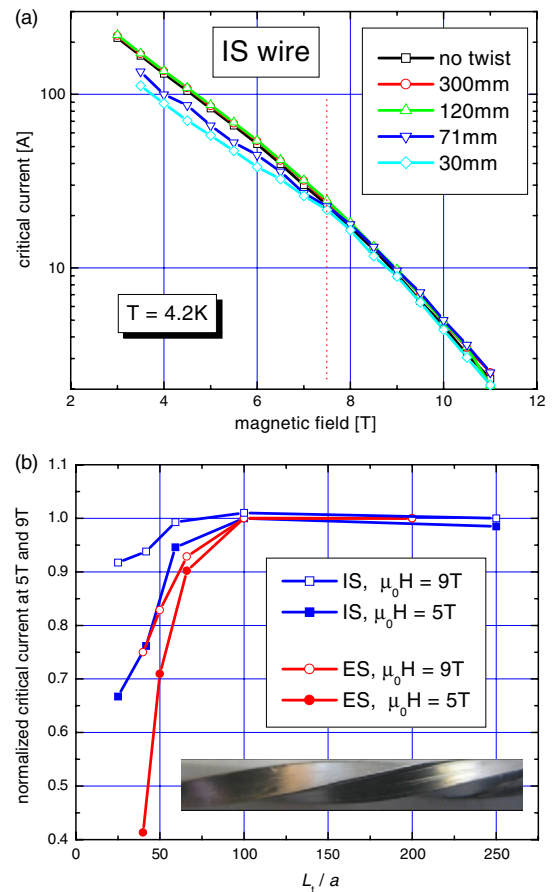 (a)
IS wire
no twist
300mm
120mm
71mm
30mm
100
10
critical current [A]
T = 4.2K
2 4 6 8 10 12
magnetic field [T]
(b)
1.1
1.0
0.9
0.8
0.7
0.6
0.5
0.4
normalized critical current at 5T and 9T
IS, μ₀H = 9T
IS, μ₀H = 5T
ES, μ₀H = 9T
ES, μ₀H = 5T
0 50 100 150 200 250
Lₜ / a